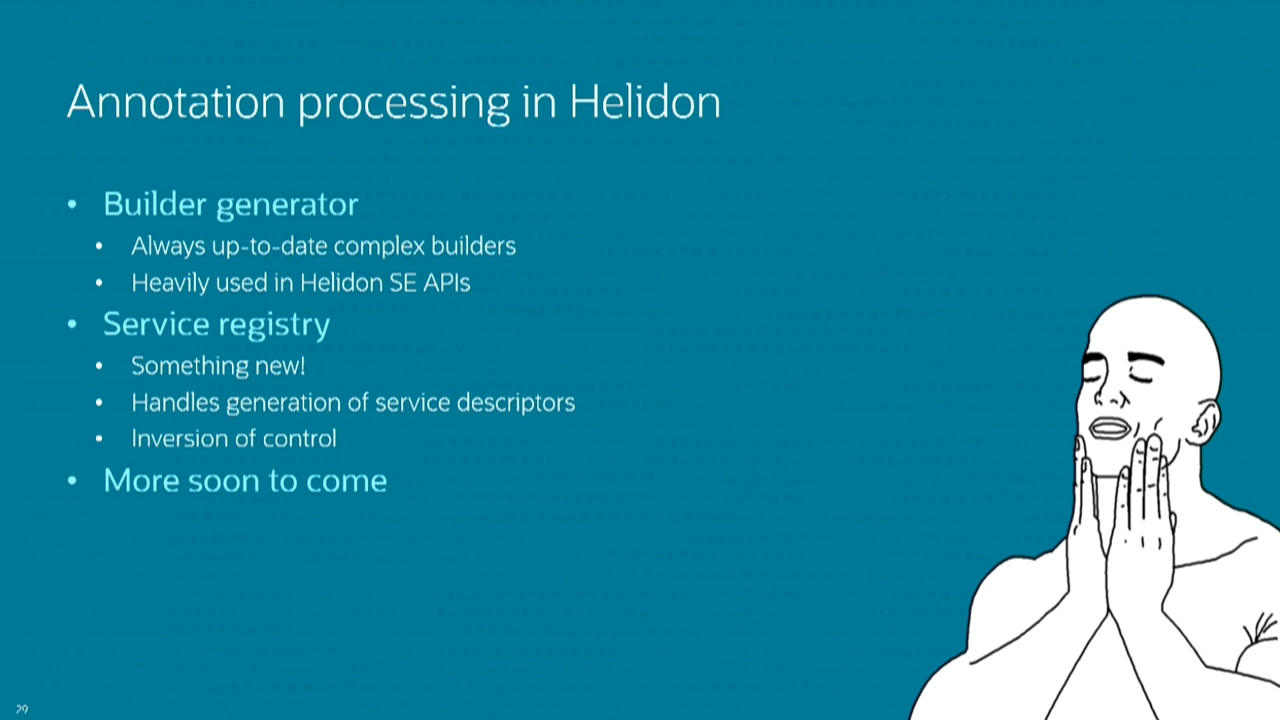 Annotation processing in Helidon
• Builder generator
• Always up-to-date complex builders
• Heavily used in Helidon SE APIs
• Service registry
• Something new!
• Handles generation of service descriptors
• Inversion of control
• More soon to come
29